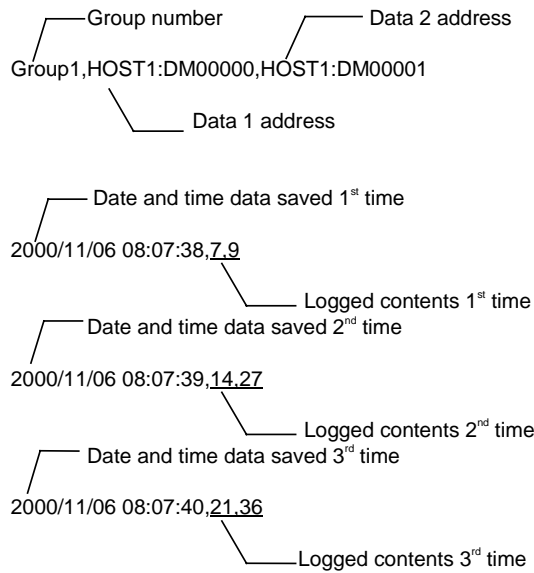 Group number
Data 2 address
Group1,HOST1:DM00000,HOST1:DM00001
Data 1 address
Date and time data saved 1st time
2000/11/06 08:07:38,7,9
Logged contents 1st time
Date and time data saved 2nd time
2000/11/06 08:07:39,14,27
Logged contents 2nd time
Date and time data saved 3rd time
2000/11/06 08:07:40,21,36
Logged contents 3rd time